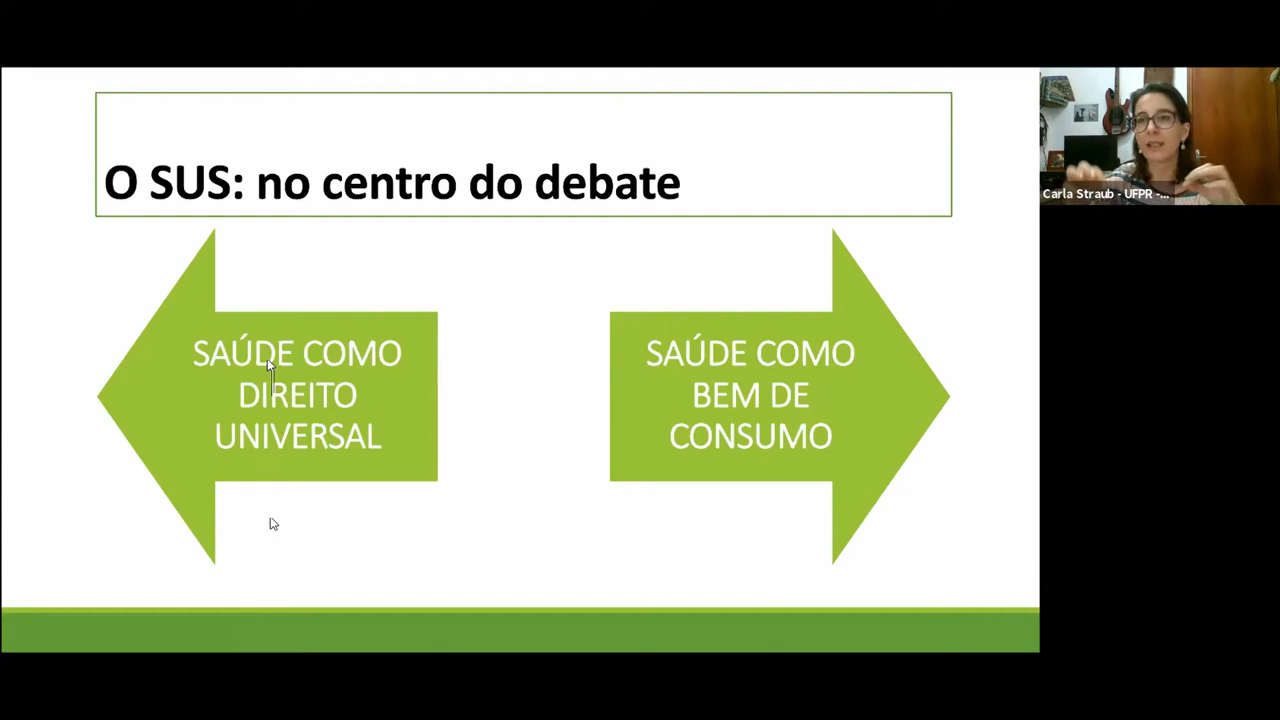 O SUS: no centro do debate
SAÚDE COMO
DIREITO
UNIVERSAL
SAÚDE COMO
BEM DE
CONSUMO
Carla Straub - UFPR -...